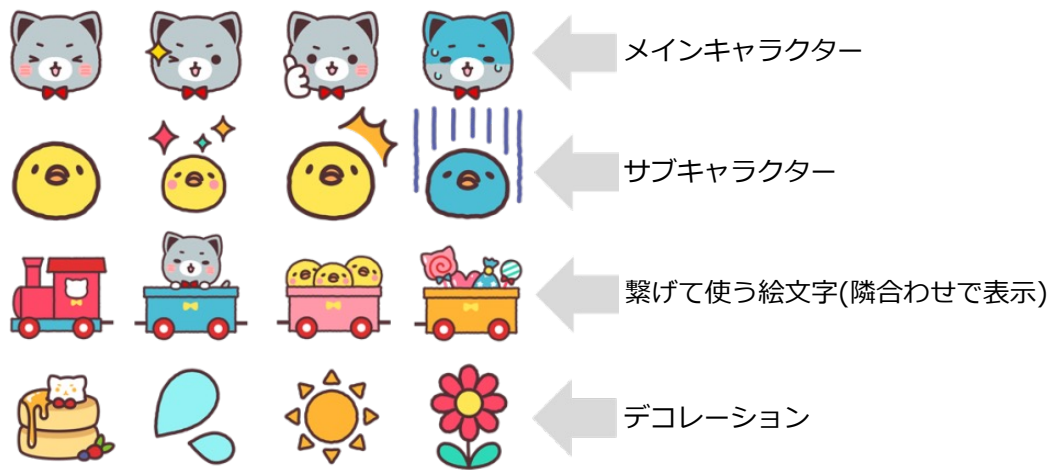 メインキャラクター
サブキャラクター
繋げて使う絵文字(隣合わせで表示)
デコレーション